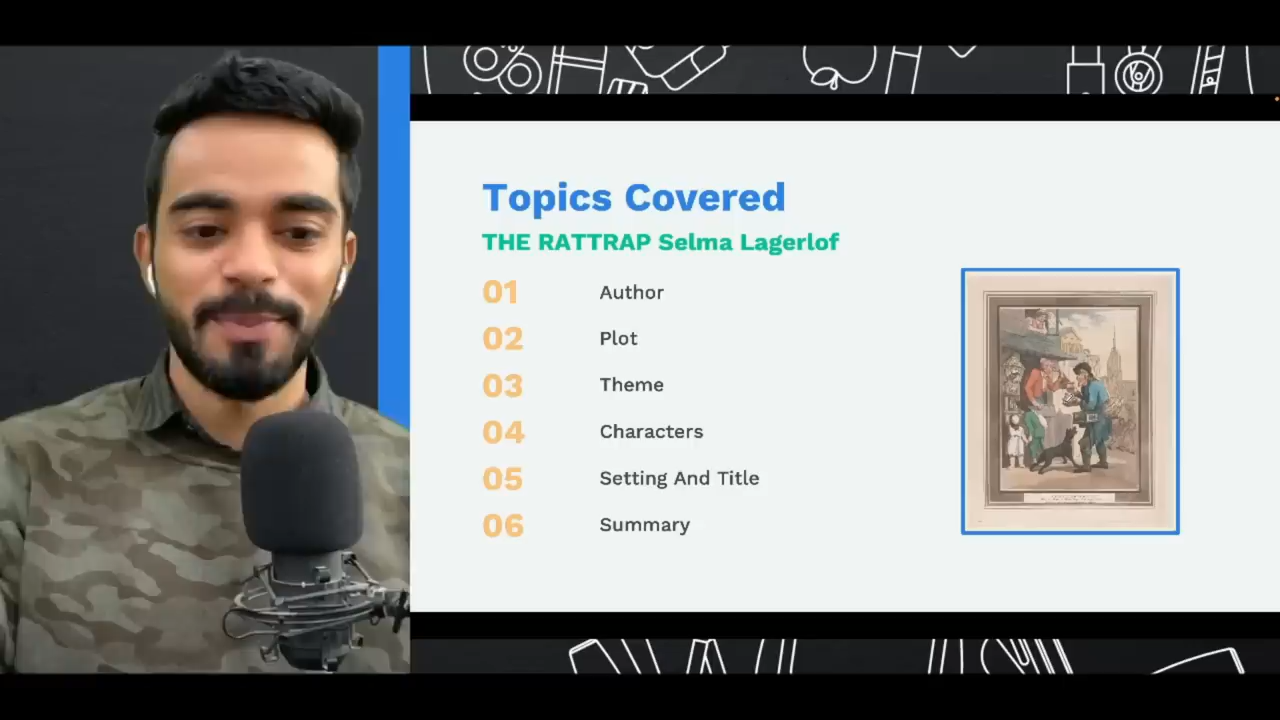 Topics Covered
THE RATTRAP Selma Lagerlof
01 Author
02 Plot
03 Theme
04 Characters
05 Setting And Title
06 Summary